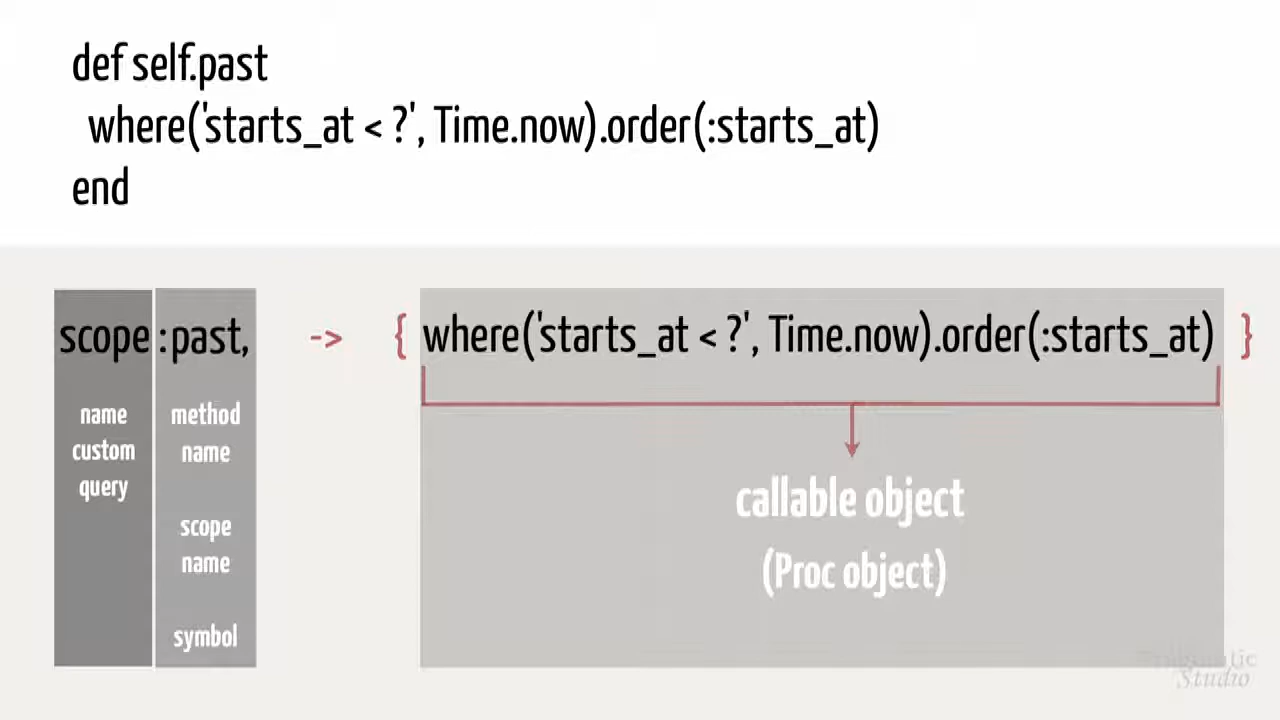 def self.past
where('starts_at < ?', Time.now).order(:starts_at)
end
scope :past, -> { where('starts_at < ?', Time.now).order(:starts_at) }
name
custom
query
method
name
scope
name
symbol
callable object
(Proc object)
Pragmatic
Studio